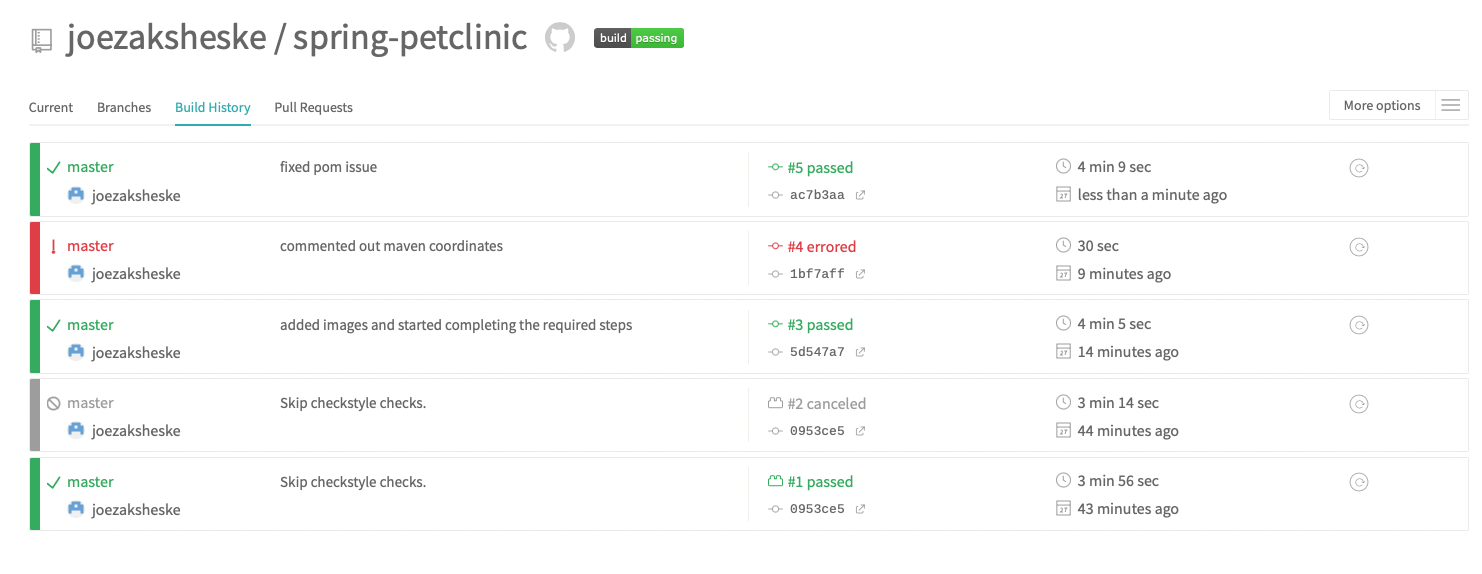 joezaksheske / spring-petclinic build passing
Current Branches Build History Pull Requests More options
master fixed pom issue #5 passed 4 min 9 sec
joezaksheske ac7b3aa less than a minute ago
master commented out maven coordinates #4 errored 30 sec
joezaksheske 1bf7aff 9 minutes ago
master added images and started completing the required steps #3 passed 4 min 5 sec
joezaksheske 5d547a7 14 minutes ago
master Skip checkstyle checks. #2 canceled 3 min 14 sec
joezaksheske 0953ce5 44 minutes ago
master Skip checkstyle checks. #1 passed 3 min 56 sec
joezaksheske 0953ce5 43 minutes ago